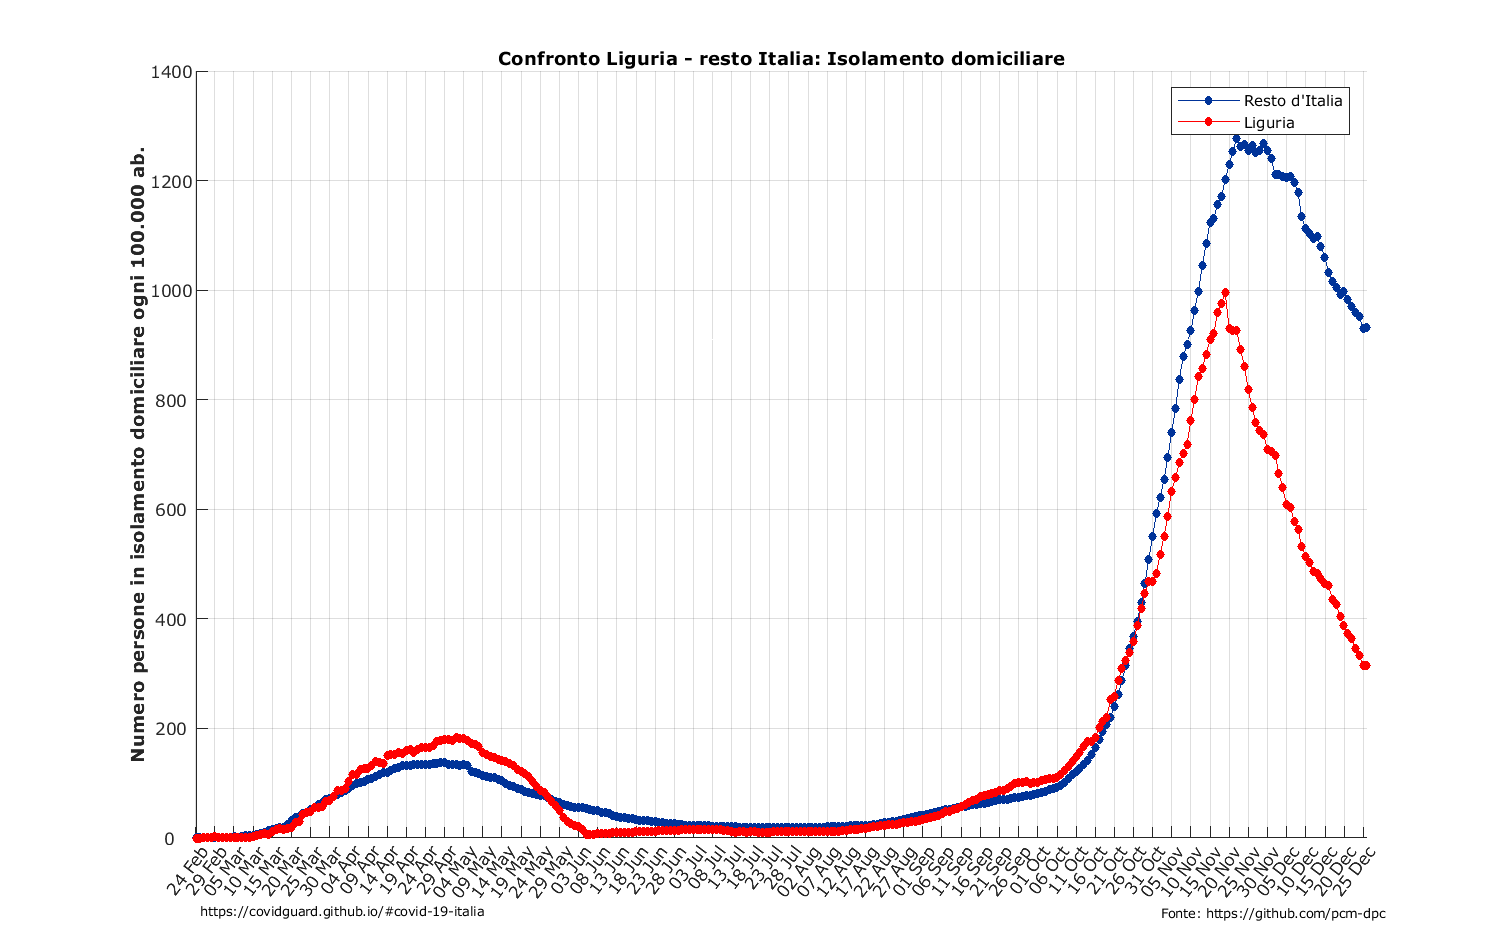 Confronto Liguria - resto Italia: Isolamento domiciliare
Numero persone in isolamento domiciliare ogni 100.000 ab.
1400
1200
1000
800
600
400
200
0
Resto d'Italia
Liguria
24 Feb
29 Feb
05 Mar
10 Mar
15 Mar
20 Mar
25 Mar
30 Mar
04 Apr
09 Apr
14 Apr
19 Apr
24 Apr
29 Apr
04 May
09 May
14 May
19 May
24 May
29 May
03 Jun
08 Jun
13 Jun
18 Jun
23 Jun
28 Jun
03 Jul
08 Jul
13 Jul
18 Jul
23 Jul
28 Jul
02 Aug
07 Aug
12 Aug
17 Aug
22 Aug
27 Aug
01 Sep
06 Sep
11 Sep
16 Sep
21 Sep
26 Sep
01 Oct
06 Oct
11 Oct
16 Oct
21 Oct
26 Oct
31 Oct
05 Nov
10 Nov
15 Nov
20 Nov
25 Nov
30 Nov
05 Dec
10 Dec
15 Dec
20 Dec
25 Dec
https://covidguard.github.io/#covid-19-italia
Fonte: https://github.com/pcm-dpc